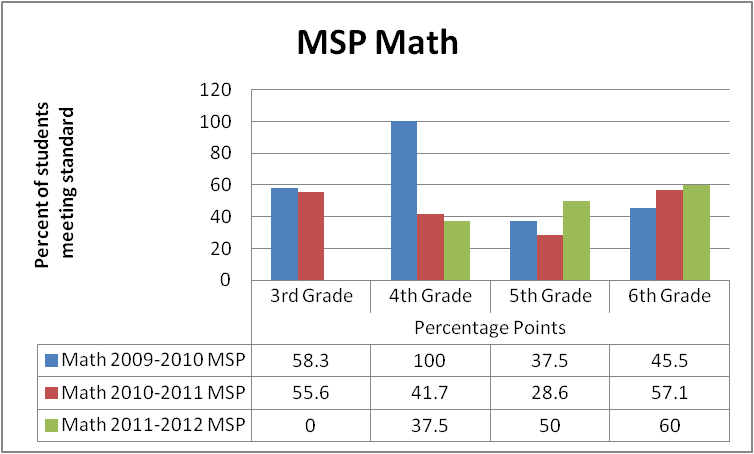 MSP Math
Percent of students
meeting standard
120
100
80
60
40
20
0
3rd Grade 4th Grade 5th Grade 6th Grade
Percentage Points
Math 2009-2010 MSP 58.3 100 37.5 45.5
Math 2010-2011 MSP 55.6 41.7 28.6 57.1
Math 2011-2012 MSP 0 37.5 50 60